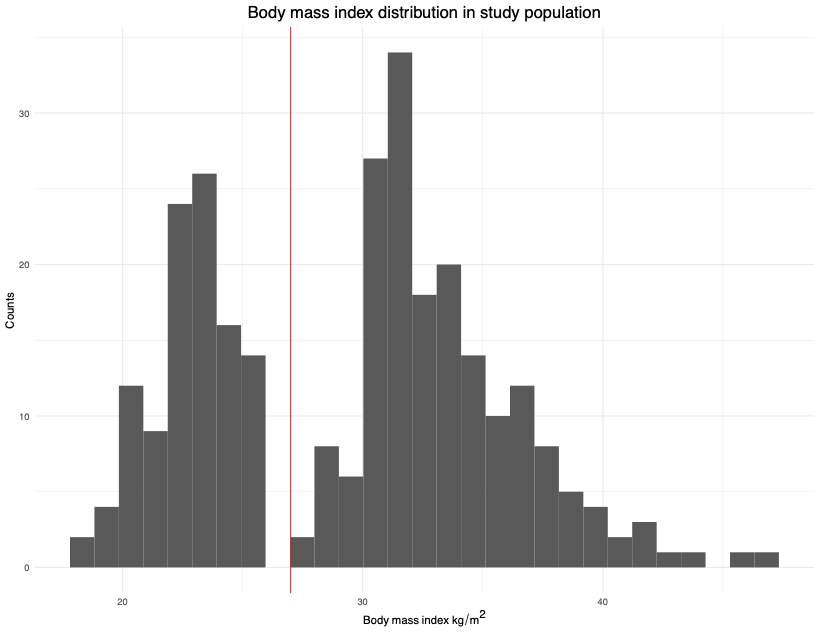 Body mass index distribution in study population
30
20
10
0
Counts
20 30 40
Body mass index kg/m²